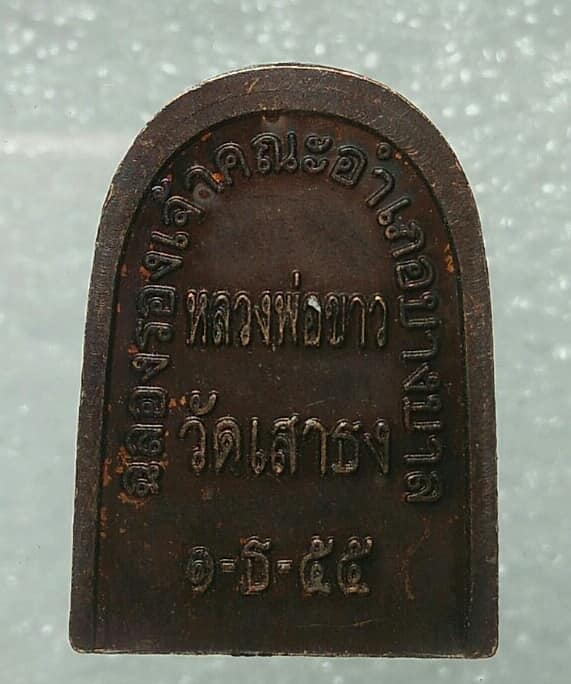 ฉลองรองเจ้าคณะอำเภอบางบาล
หลวงพ่อขาว
วัดเสาธง
๑-ธ-๕๕